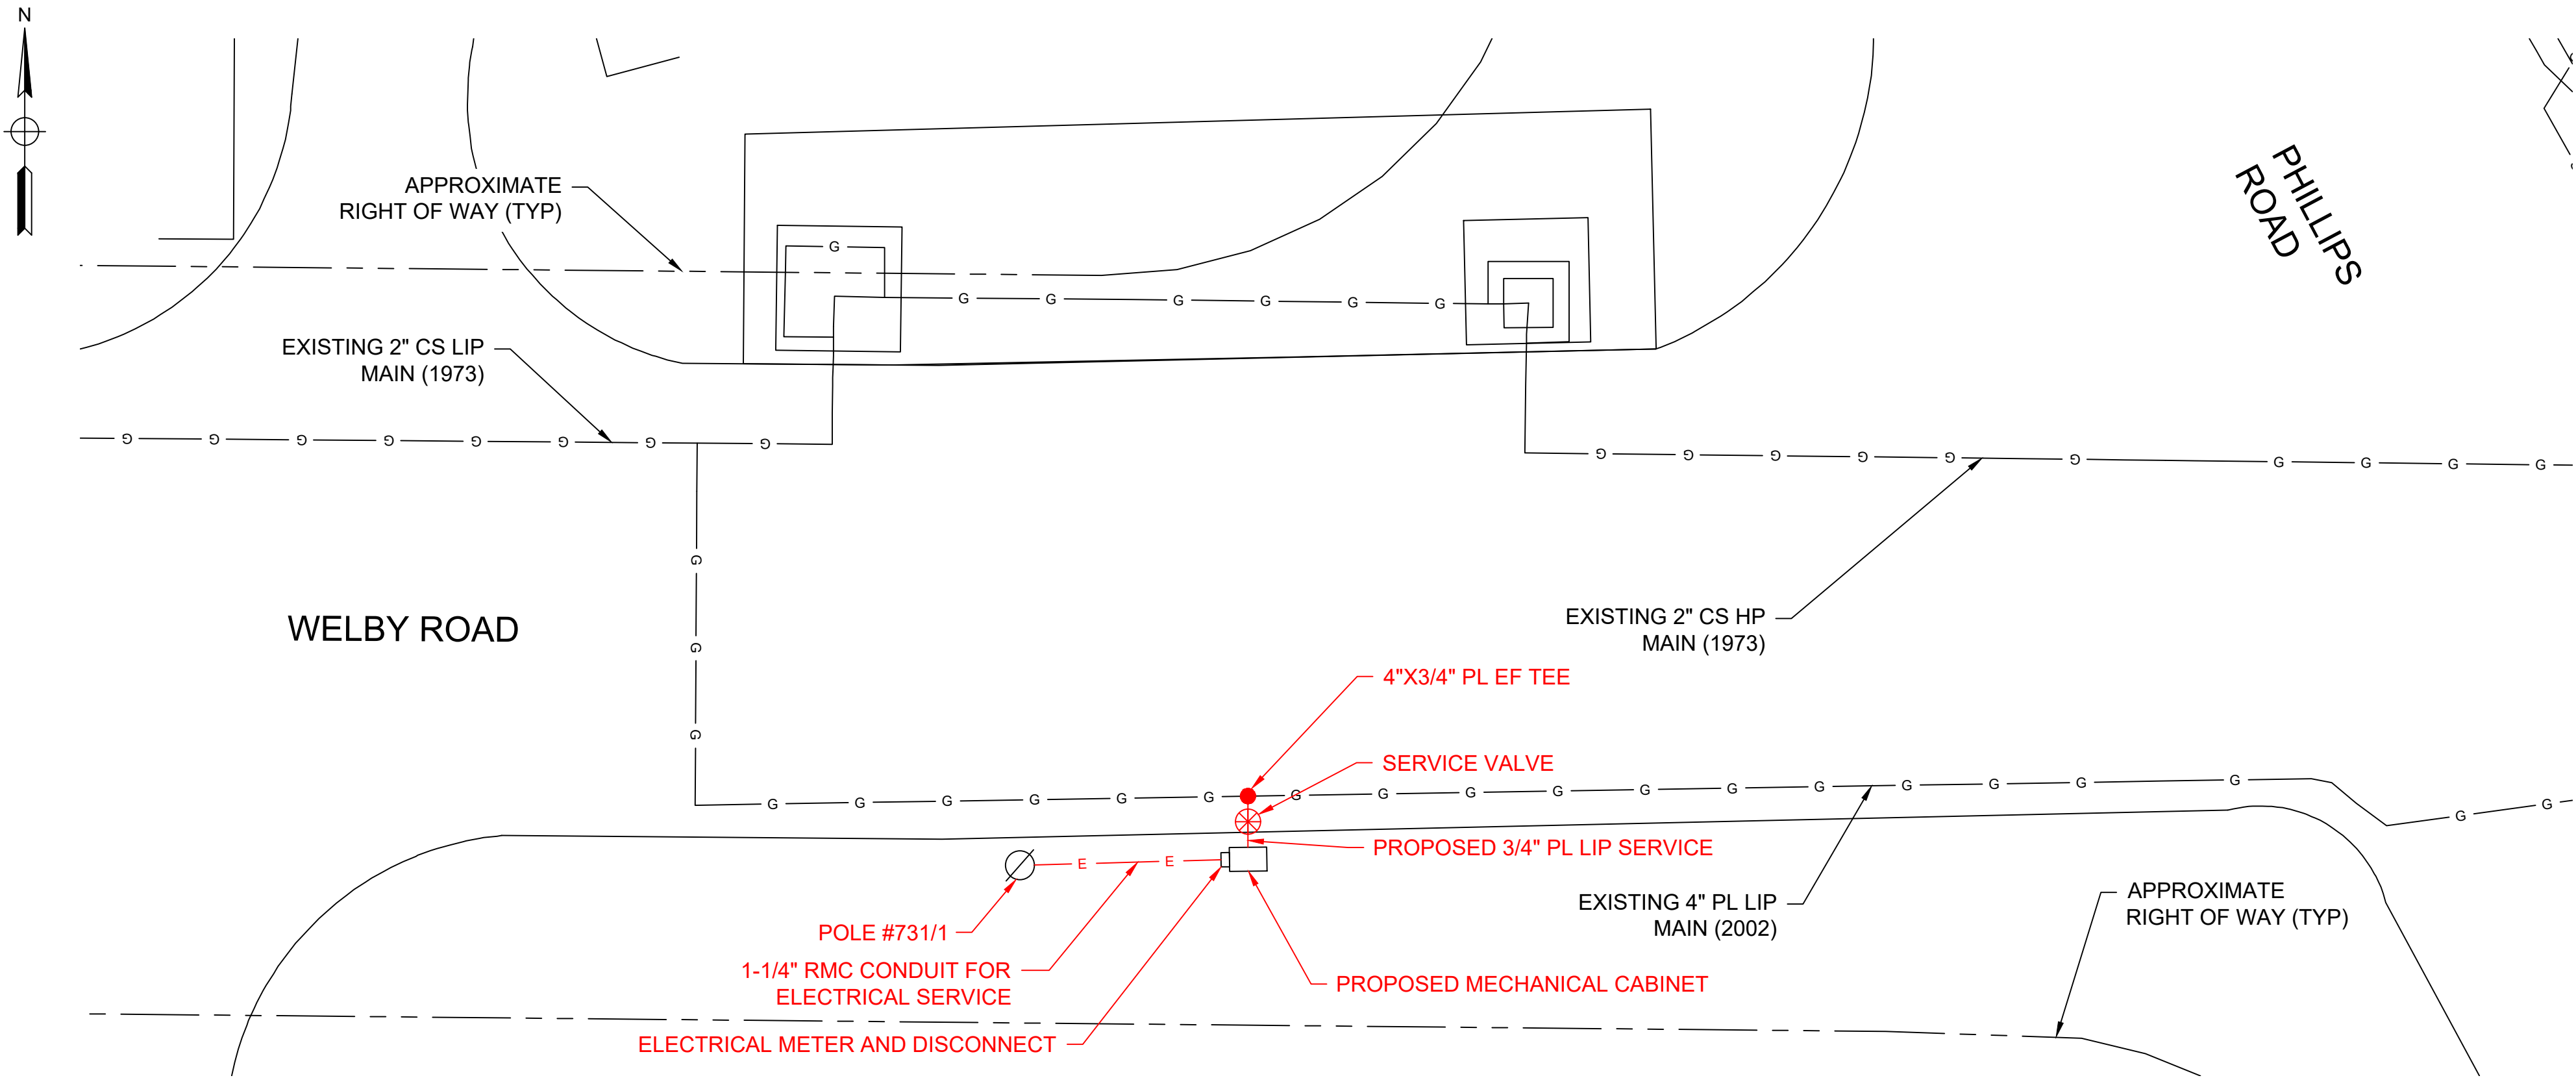 N
APPROXIMATE
RIGHT OF WAY (TYP)
PHILLIPS
ROAD
G
G G G G G G
EXISTING 2" CS LIP
MAIN (1973)
G G G G G G G G
G G G G G G G G G G
G
G
G
WELBY ROAD
EXISTING 2" CS HP
MAIN (1973)
4"X3/4" PL EF TEE
SERVICE VALVE
G G G G G G G G G G G G G G G G G G G
PROPOSED 3/4" PL LIP SERVICE
E E
EXISTING 4" PL LIP
MAIN (2002)
APPROXIMATE
RIGHT OF WAY (TYP)
POLE #731/1
1-1/4" RMC CONDUIT FOR
ELECTRICAL SERVICE
PROPOSED MECHANICAL CABINET
ELECTRICAL METER AND DISCONNECT